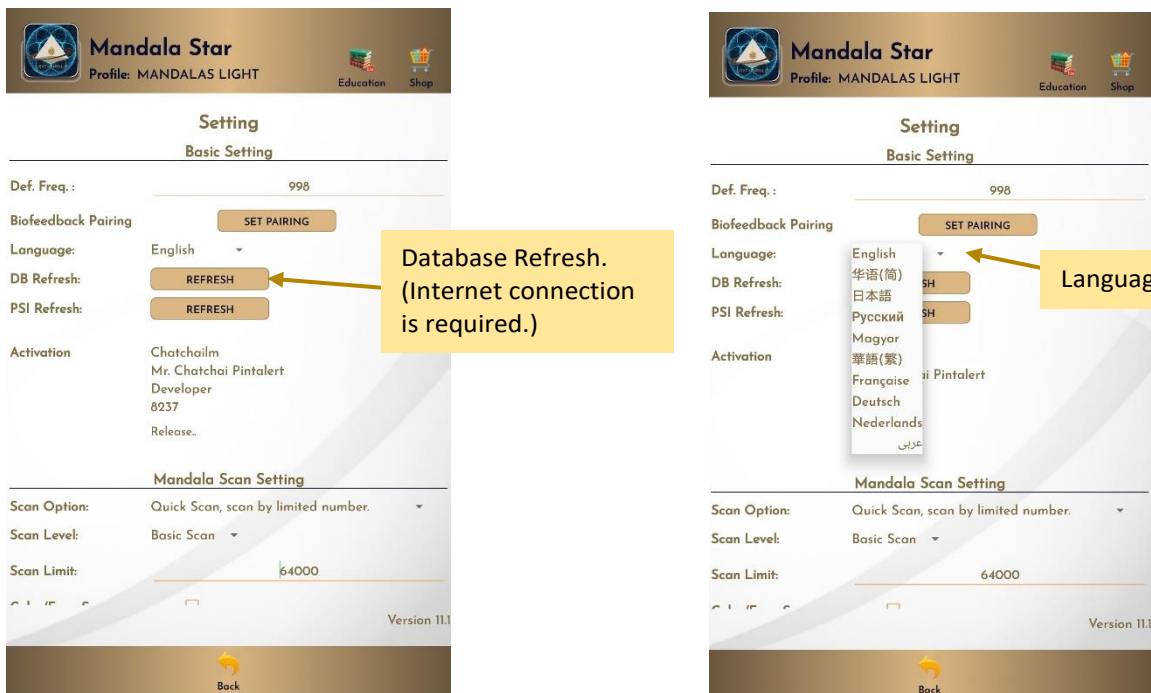 Mandala Star
Profile: MANDALAS LIGHT
Education
Shop
Setting
Basic Setting
Def. Freq. : 998
Biofeedback Pairing SET PAIRING
Language: English
DB Refresh: REFRESH
PSI Refresh: REFRESH
Activation Chatchailm
Mr. Chatchai Pintalert
Developer
8237
Release..
Mandala Scan Setting
Scan Option: Quick Scan, scan by limited number.
Scan Level: Basic Scan
Scan Limit: 64000
Version 11.1
Back
Database Refresh.
(Internet connection
is required.)
Mandala Star
Profile: MANDALAS LIGHT
Education
Shop
Setting
Basic Setting
Def. Freq. : 998
Biofeedback Pairing SET PAIRING
Language: English
华语(简)
DB Refresh: SH
日本語
PSI Refresh: SH
Русский
Magyar
Activation
華語(繁)
Française
ai Pintalert
Deutsch
Nederlands
عربى
Languag
Mandala Scan Setting
Scan Option: Quick Scan, scan by limited number.
Scan Level: Basic Scan
Scan Limit: 64000
Version 11.1
Back